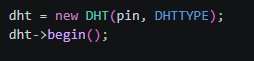 dht = new DHT(pin, DHTTYPE);
dht->begin();